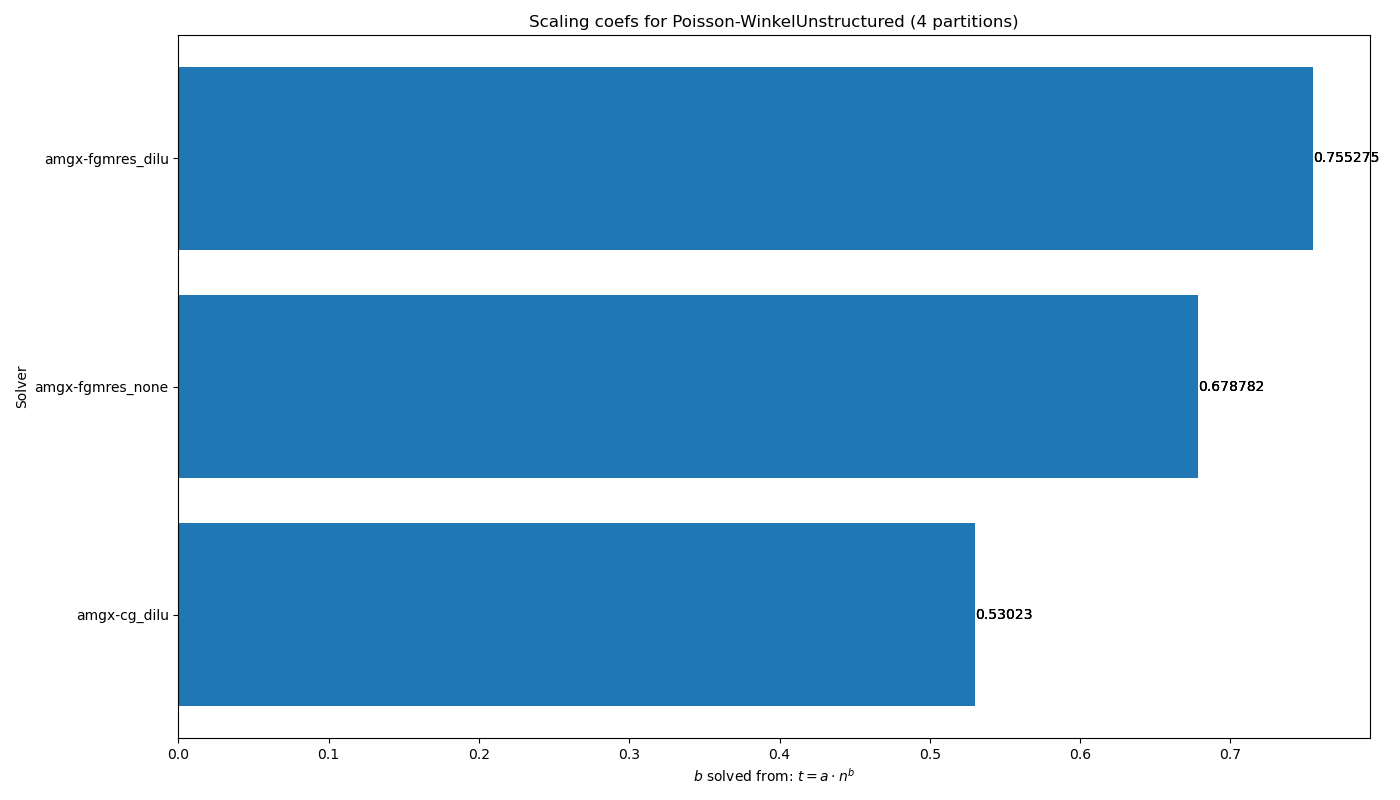 Scaling coefs for Poisson-WinkelUnstructured (4 partitions)
Solver
amgx-fgmres_dilu
0.755275
amgx-fgmres_none
0.678782
amgx-cg_dilu
0.53023
0.0 0.1 0.2 0.3 0.4 0.5 0.6 0.7
b solved from: t = a · n^b